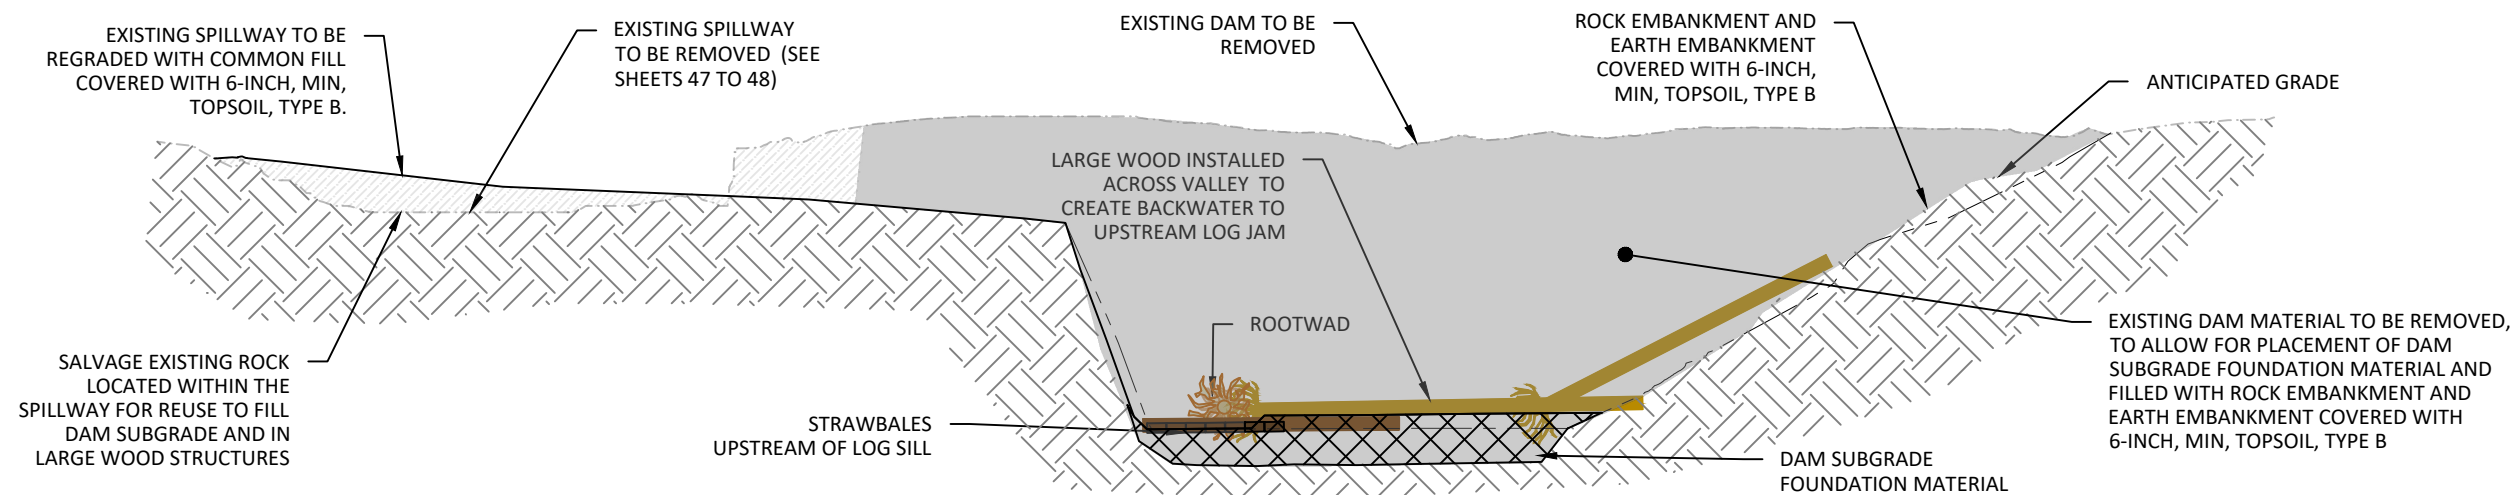 EXISTING SPILLWAY TO BE
REGRADED WITH COMMON FILL
COVERED WITH 6-INCH, MIN,
TOPSOIL, TYPE B.
EXISTING SPILLWAY
TO BE REMOVED (SEE
SHEETS 47 TO 48)
EXISTING DAM TO BE
REMOVED
ROCK EMBANKMENT AND
EARTH EMBANKMENT
COVERED WITH 6-INCH,
MIN, TOPSOIL, TYPE B
ANTICIPATED GRADE
LARGE WOOD INSTALLED
ACROSS VALLEY TO
CREATE BACKWATER TO
UPSTREAM LOG JAM
ROOTWAD
SALVAGE EXISTING ROCK
LOCATED WITHIN THE
SPILLWAY FOR REUSE TO FILL
DAM SUBGRADE AND IN
LARGE WOOD STRUCTURES
STRAWBALES
UPSTREAM OF LOG SILL
EXISTING DAM MATERIAL TO BE REMOVED,
TO ALLOW FOR PLACEMENT OF DAM
SUBGRADE FOUNDATION MATERIAL AND
FILLED WITH ROCK EMBANKMENT AND
EARTH EMBANKMENT COVERED WITH
6-INCH, MIN, TOPSOIL, TYPE B
DAM SUBGRADE
FOUNDATION MATERIAL